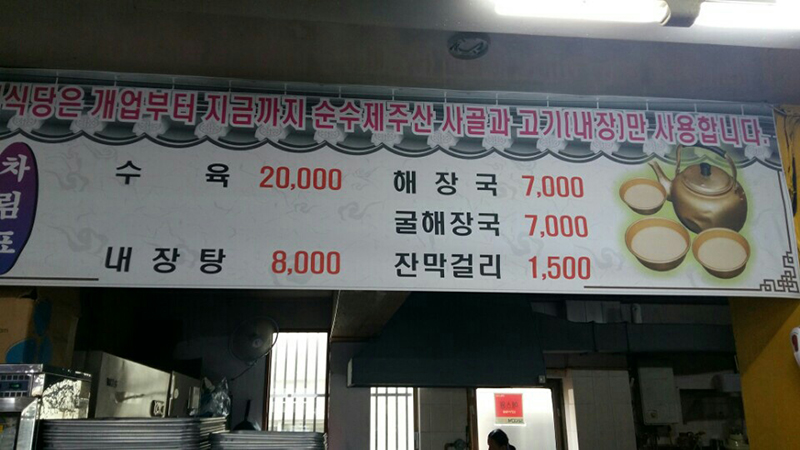 식당은 개업부터 지금까지 순수제주산 사골과 고기(내장)만 사용합니다.
차림표
수 육 20,000
내 장 탕 8,000
해 장 국 7,000
굴해장국 7,000
잔막걸리 1,500